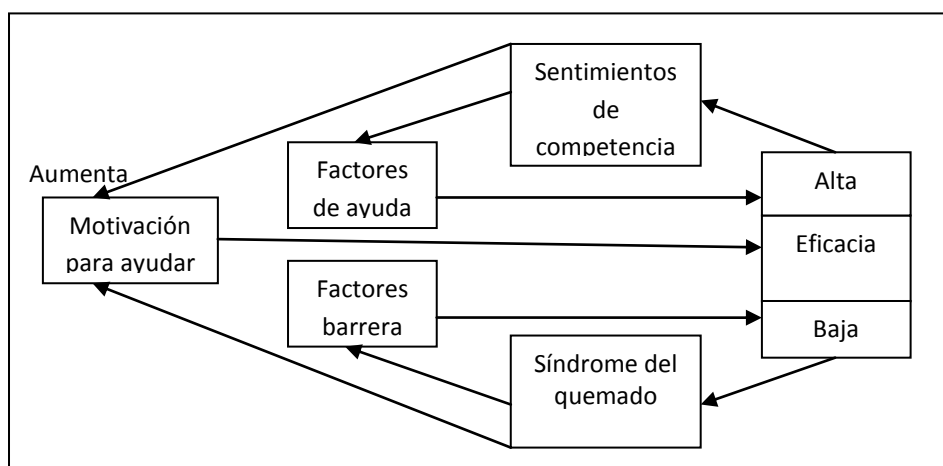 Sentimientos
de
competencia
Aumenta
Factores
de ayuda
Alta
Motivación
para ayudar
Eficacia
Factores
barrera
Baja
Síndrome del
quemado